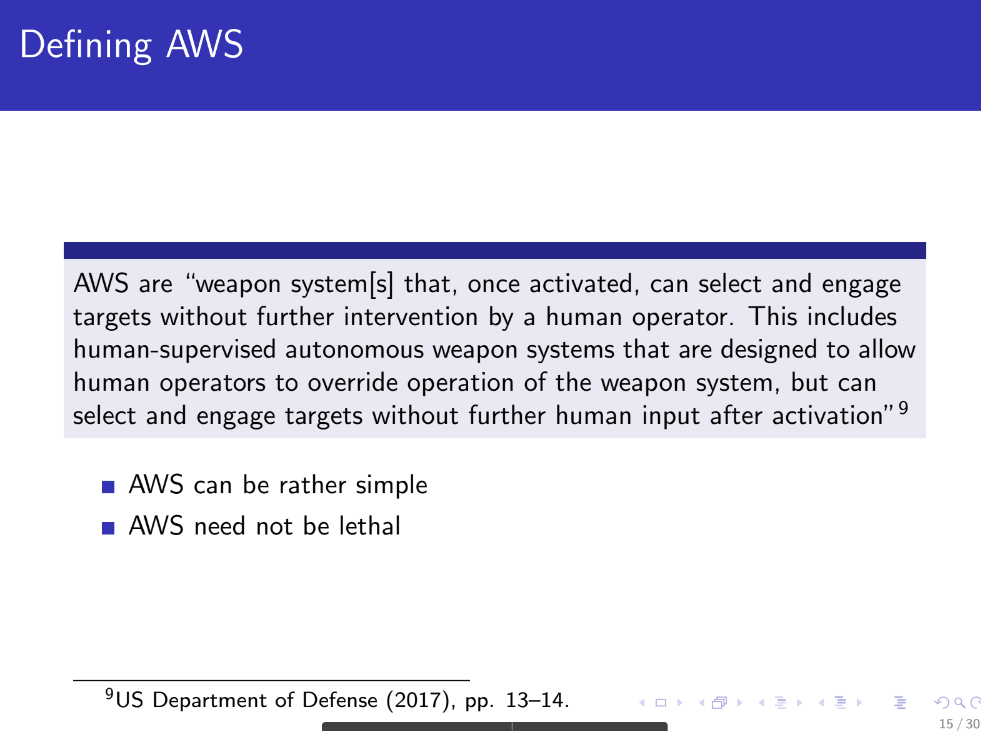 Defining AWS
AWS are “weapon system[s] that, once activated, can select and engage
targets without further intervention by a human operator. This includes
human-supervised autonomous weapon systems that are designed to allow
human operators to override operation of the weapon system, but can
select and engage targets without further human input after activation”9
AWS can be rather simple
AWS need not be lethal
9US Department of Defense (2017), pp. 13–14.
15 / 30